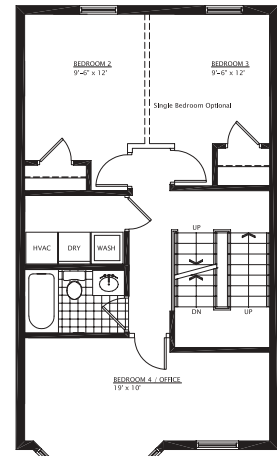 BEDROOM 2
9'-6" x 12'
BEDROOM 3
9'-6" x 12'
Single Bedroom Optional
HVAC
DRY
WASH
UP
DN
UP
BEDROOM 4 / OFFICE
19' x 10'